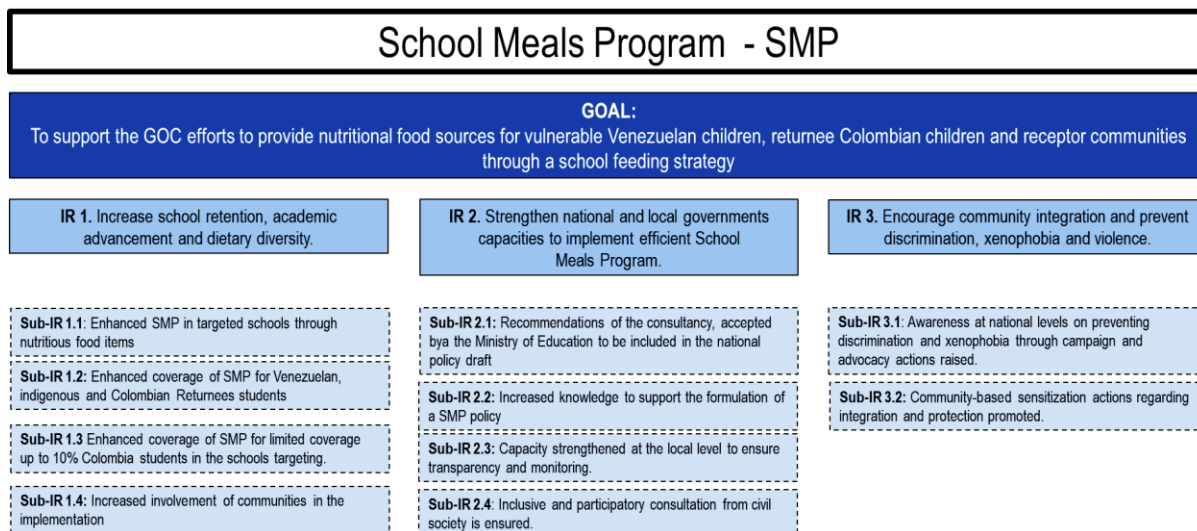 School Meals Program - SMP
GOAL:
To support the GOC efforts to provide nutritional food sources for vulnerable Venezuelan children, returnee Colombian children and receptor communities
through a school feeding strategy
IR 1. Increase school retention, academic
advancement and dietary diversity.
Sub-IR 1.1: Enhanced SMP in targeted schools through
nutritious food items
Sub-IR 1.2: Enhanced coverage of SMP for Venezuelan,
indigenous and Colombian Returnees students
Sub-IR 1.3 Enhanced coverage of SMP for limited coverage
up to 10% Colombia students in the schools targeting.
Sub-IR 1.4: Increased involvement of communities in the
implementation
IR 2. Strengthen national and local governments
capacities to implement efficient School
Meals Program.
Sub-IR 2.1: Recommendations of the consultancy, accepted
bya the Ministry of Education to be included in the national
policy draft
Sub-IR 2.2: Increased knowledge to support the formulation of
a SMP policy
Sub-IR 2.3: Capacity strengthened at the local level to ensure
transparency and monitoring.
Sub-IR 2.4: Inclusive and participatory consultation from civil
society is ensured.
IR 3. Encourage community integration and prevent
discrimination, xenophobia and violence.
Sub-IR 3.1: Awareness at national levels on preventing
discrimination and xenophobia through campaign and
advocacy actions raised.
Sub-IR 3.2: Community-based sensitization actions regarding
integration and protection promoted.